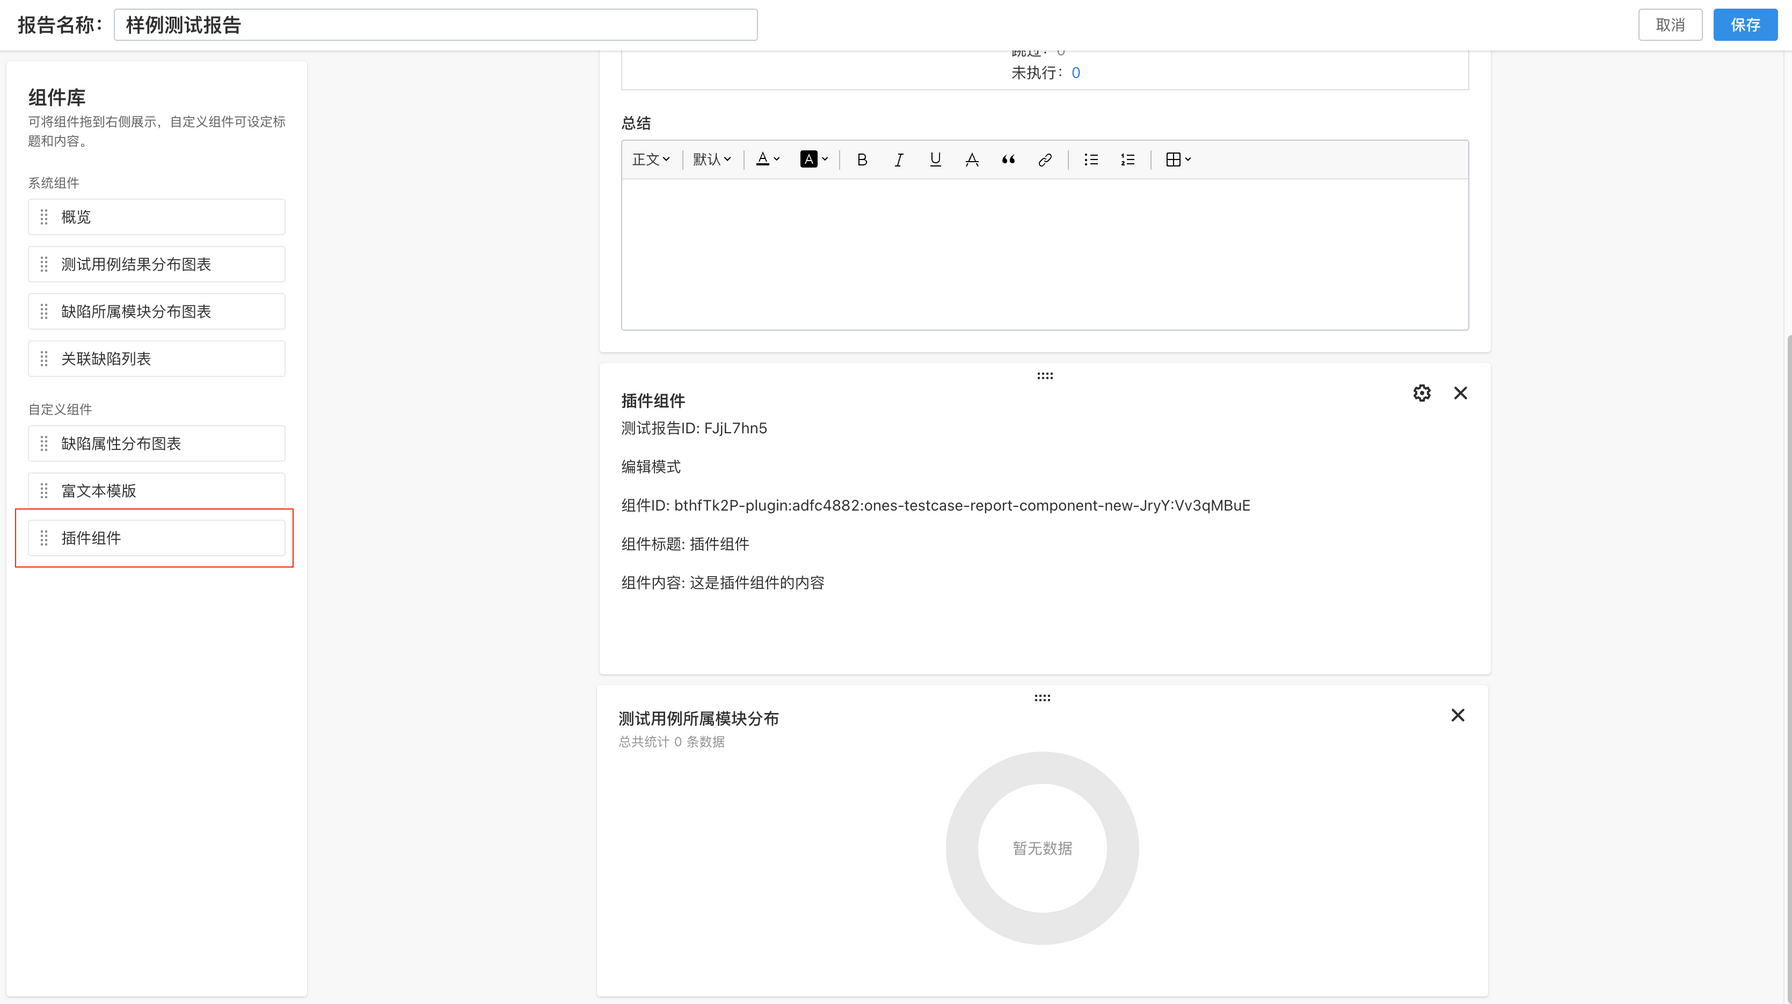 报告名称：
样例测试报告
取消
保存
组件库
可将组件拖到右侧展示，自定义组件可设定标
题和内容。
系统组件
概览
测试用例结果分布图表
缺陷所属模块分布图表
关联缺陷列表
自定义组件
缺陷属性分布图表
富文本模版
插件组件
跳过：0
未执行：0
总结
正文
默认
A
A
B
I
U
A
插件组件
测试报告ID: FJjL7hn5
编辑模式
组件ID: bthfTk2P-plugin:adfc4882:ones-testcase-report-component-new-JryY:Vv3qMBuE
组件标题: 插件组件
组件内容: 这是插件组件的内容
测试用例所属模块分布
总共统计 0 条数据
暂无数据